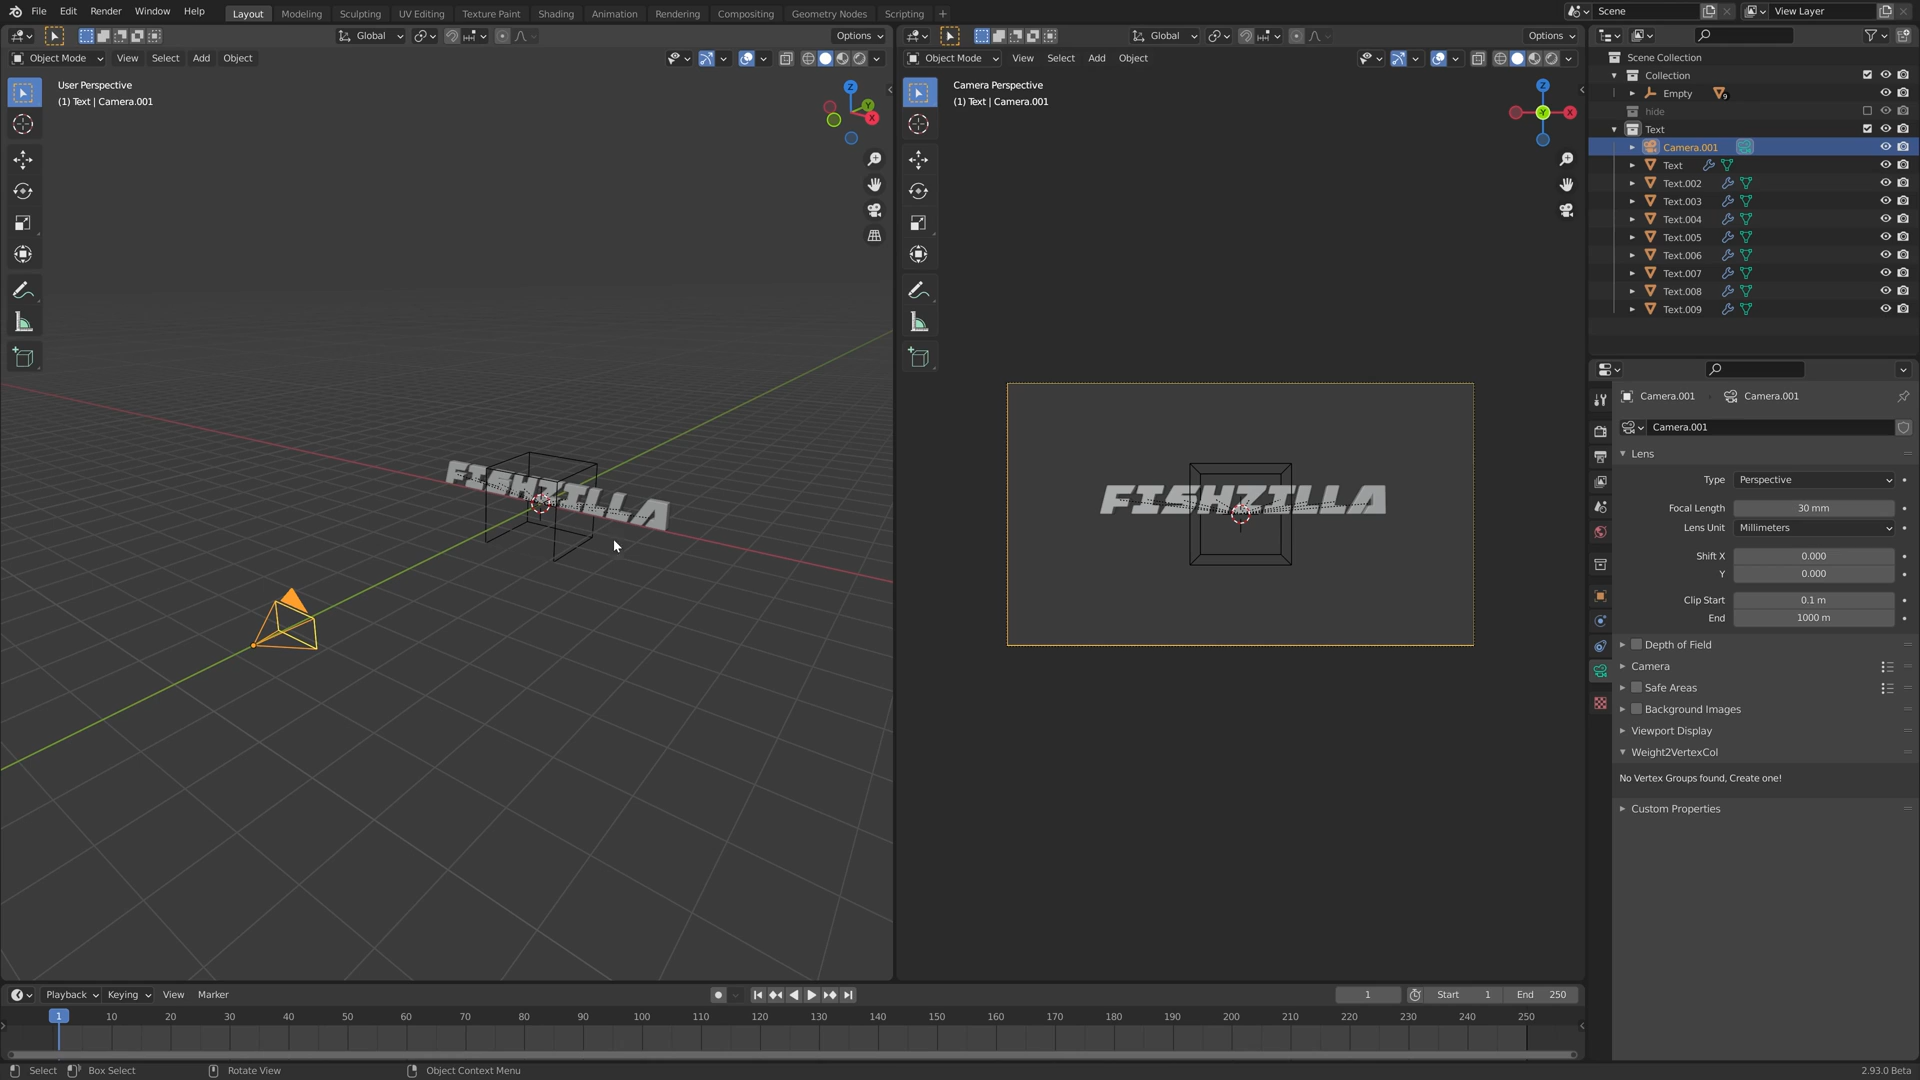 File Edit Render Window Help
Layout Modeling Sculpting UV Editing Texture Paint Shading Animation Rendering Compositing Geometry Nodes Scripting +
Scene
View Layer
Global
Options
Object Mode View Select Add Object
User Perspective
(1) Text | Camera.001
Z
Y
X
FISHZILLA
Global
Options
Object Mode View Select Add Object
Camera Perspective
(1) Text | Camera.001
Z
Y
X
FISHZILLA
Scene Collection
Collection
Empty 9
hide
Text
Camera.001
Text
Text.002
Text.003
Text.004
Text.005
Text.006
Text.007
Text.008
Text.009
Camera.001 Camera.001
Camera.001
Lens
Type Perspective
Focal Length 30 mm
Lens Unit Millimeters
Shift X 0.000
Y 0.000
Clip Start 0.1 m
End 1000 m
Depth of Field
Camera
Safe Areas
Background Images
Viewport Display
Weight2VertexCol
No Vertex Groups found, Create one!
Custom Properties
Playback Keying View Marker
1 Start 1 End 250
1 10 20 30 40 50 60 70 80 90 100 110 120 130 140 150 160 170 180 190 200 210 220 230 240 250
Select Box Select Rotate View Object Context Menu 2.93.0 Beta